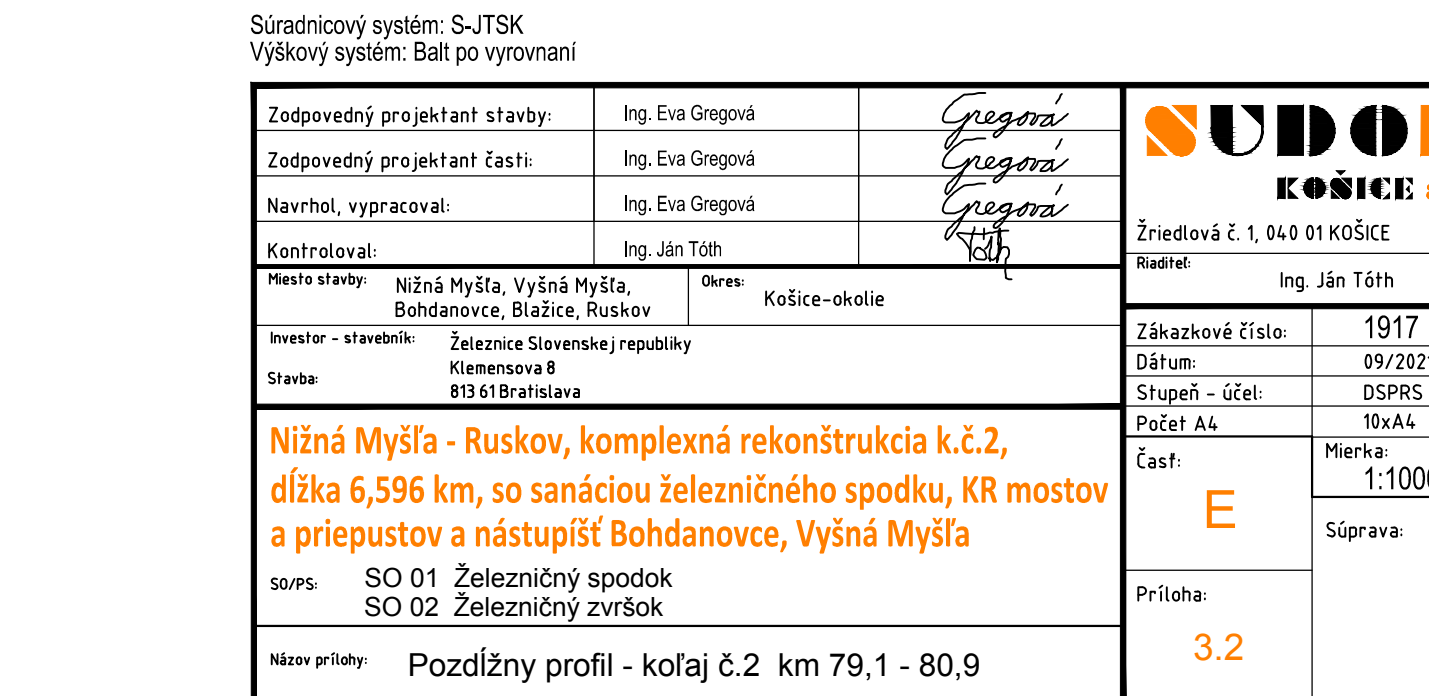 Súradnicový systém: S-JTSK
Výškový systém: Balt po vyrovnaní
Zodpovedný projektant stavby: Ing. Eva Gregová Gregová
Zodpovedný projektant časti: Ing. Eva Gregová Gregová
Navrhol, vypracoval: Ing. Eva Gregová Gregová
Kontroloval: Ing. Ján Tóth Tóth
Miesto stavby: Nižná Myšľa, Vyšná Myšľa,
Bohdanovce, Blažice, Ruskov
Okres: Košice-okolie
Investor - stavebník: Železnice Slovenskej republiky
Klemensova 8
Stavba: 813 61 Bratislava
Nižná Myšľa - Ruskov, komplexná rekonštrukcia k.č.2,
dĺžka 6,596 km, so sanáciou železničného spodku, KR mostov
a priepustov a nástupíšť Bohdanovce, Vyšná Myšľa
SO/PS: SO 01 Železničný spodok
SO 02 Železničný zvršok
Názov prílohy: Pozdĺžny profil - koľaj č.2 km 79,1 - 80,9
SUDO
KOŠICE
Žriedlová č. 1, 040 01 KOŠICE
Riaditeľ: Ing. Ján Tóth
Zákazkové číslo: 1917
Dátum: 09/2021
Stupeň - účel: DSPRS
Počet A4 10xA4
Časť: E
Mierka: 1:1000
Súprava:
Príloha: 3.2